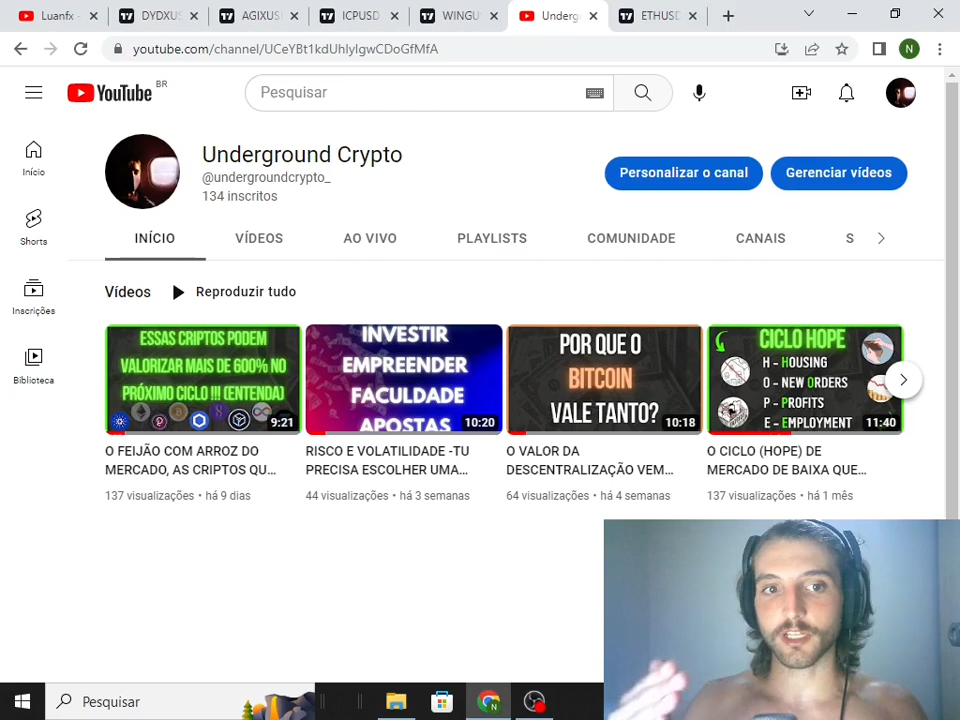 Luanfx -
DYDXUS
AGIXUS
ICPUSD
WINGU
Underg
ETHUSD
youtube.com/channel/UCeYBt1kdUhIyIgwCDoGfMfA
N
YouTube BR
Pesquisar
Início
Shorts
Inscrições
Biblioteca
Underground Crypto
@undergroundcrypto_
134 inscritos
Personalizar o canal
Gerenciar vídeos
INÍCIO
VÍDEOS
AO VIVO
PLAYLISTS
COMUNIDADE
CANAIS
S
Vídeos
Reproduzir tudo
ESSAS CRIPTOS PODEM
VALORIZAR MAIS DE 600% NO
PRÓXIMO CICLO !!! (ENTENDA)
9:21
O FEIJÃO COM ARROZ DO
MERCADO, AS CRIPTOS QU...
137 visualizações • há 9 dias
INVESTIR
EMPREENDER
FACULDADE
APOSTAS
10:20
RISCO E VOLATILIDADE -TU
PRECISA ESCOLHER UMA...
44 visualizações • há 3 semanas
POR QUE O
BITCOIN
VALE TANTO?
10:18
O VALOR DA
DESCENTRALIZAÇÃO VEM...
64 visualizações • há 4 semanas
CICLO HOPE
H - HOUSING
O - NEW ORDERS
P - PROFITS
E - EMPLOYMENT
11:40
O CICLO (HOPE) DE
MERCADO DE BAIXA QUE...
137 visualizações • há 1 mês
Pesquisar